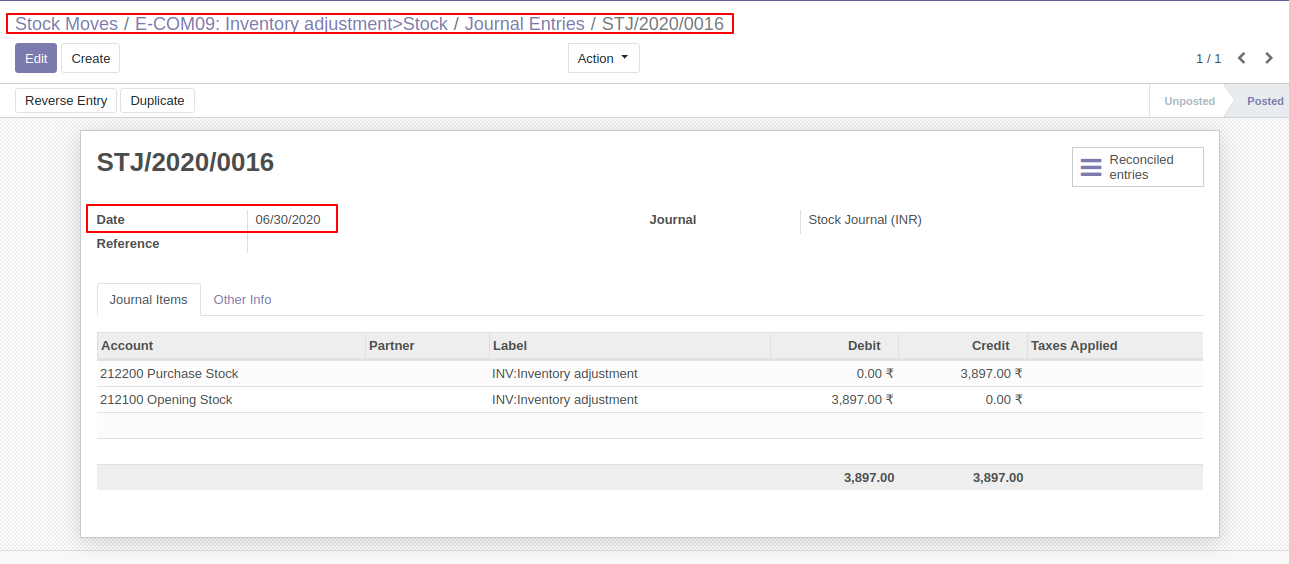 Stock Moves / E-COM09: Inventory adjustment>Stock / Journal Entries / STJ/2020/0016
Edit Create Action 1 / 1
Reverse Entry Duplicate Unposted Posted
STJ/2020/0016
Reconciled entries
Date 06/30/2020 Journal Stock Journal (INR)
Reference
Journal Items Other Info
Account Partner Label Debit Credit Taxes Applied
212200 Purchase Stock INV:Inventory adjustment 0.00 ₹ 3,897.00 ₹
212100 Opening Stock INV:Inventory adjustment 3,897.00 ₹ 0.00 ₹
3,897.00 3,897.00